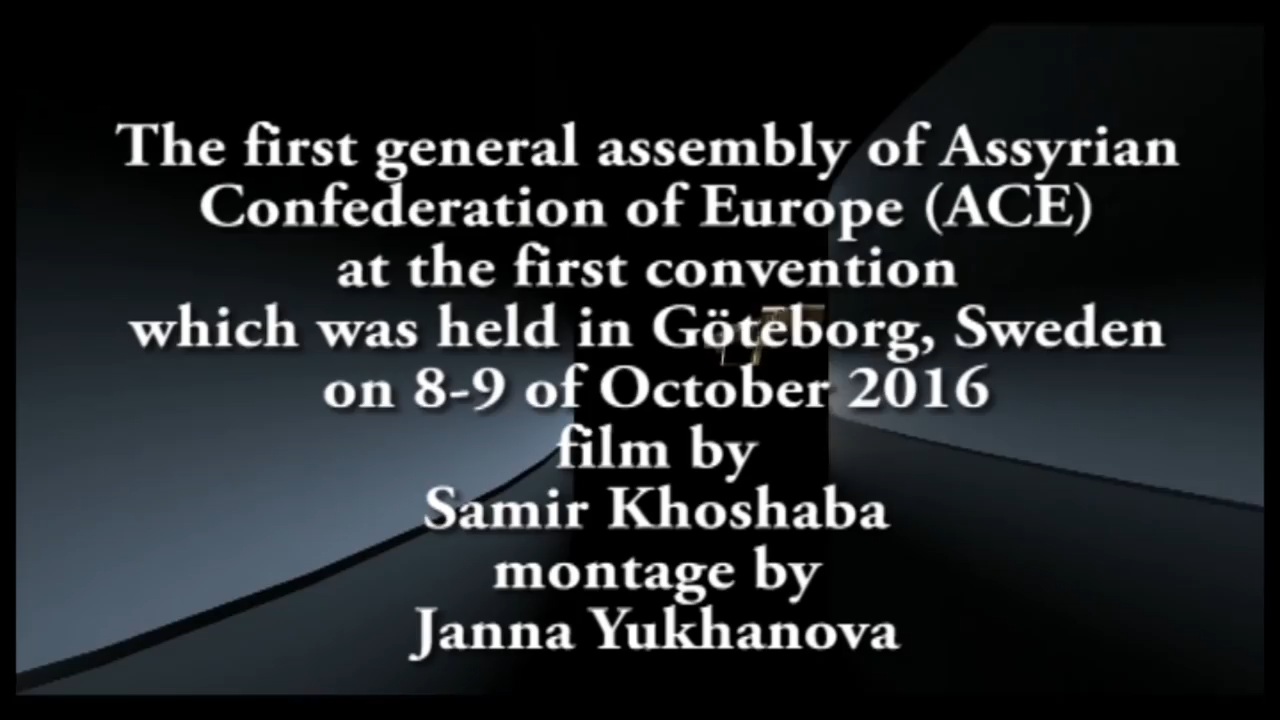 The first general assembly of Assyrian
Confederation of Europe (ACE)
at the first convention
which was held in Göteborg, Sweden
on 8-9 of October 2016
film by
Samir Khoshaba
montage by
Janna Yukhanova